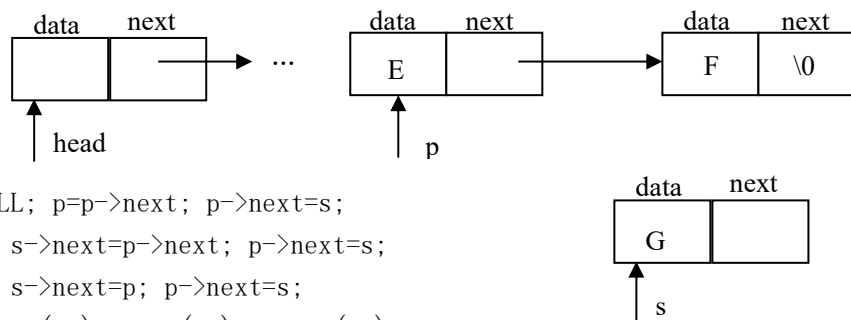 data next data next data next
... E F \0
head p
data next
LL; p=p->next; p->next=s;
s->next=p->next; p->next=s;
G
s->next=p; p->next=s;
s